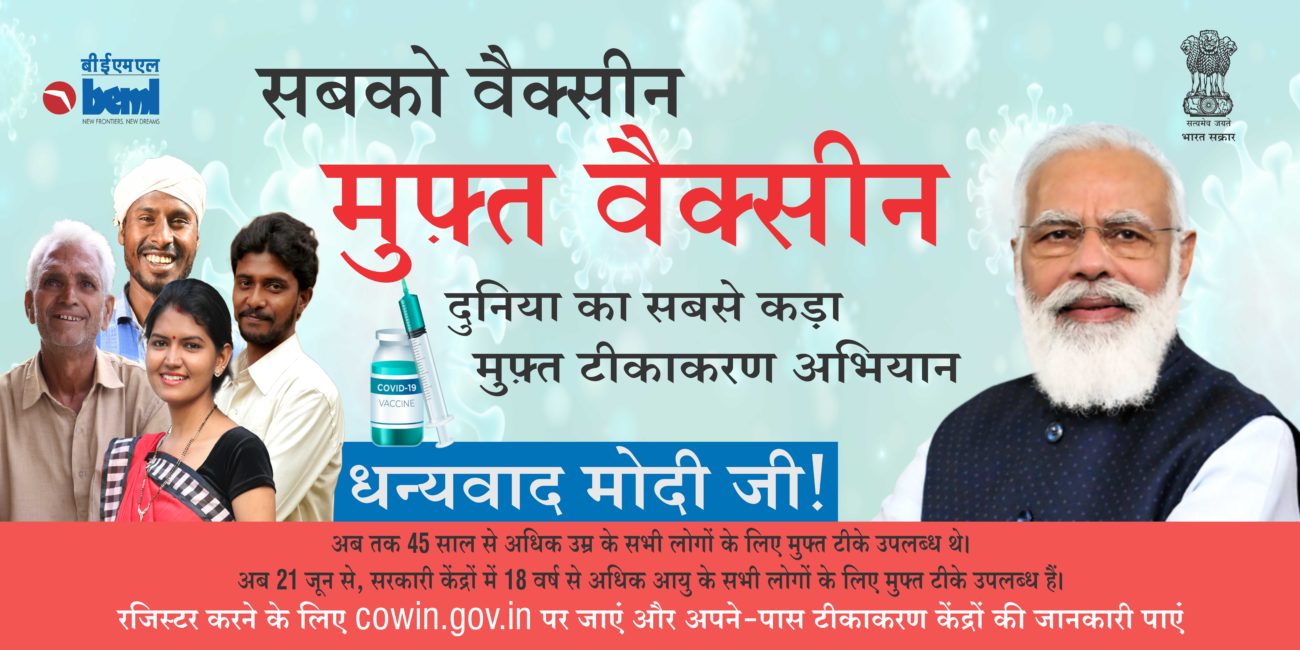 बीईएमएल
beml
NEW FRONTIERS. NEW DREAMS
सत्यमेव जयते
भारत सक्रार
सबको वैक्सीन
मुफ़्त वैक्सीन
दुनिया का सबसे कड़ा
मुफ़्त टीकाकरण अभियान
COVID-19
VACCINE
धन्यवाद मोदी जी!
अब तक 45 साल से अधिक उम्र के सभी लोगों के लिए मुफ्त टीके उपलब्ध थे।
अब 21 जून से, सरकारी केंद्रों में 18 वर्ष से अधिक आयु के सभी लोगों के लिए मुफ्त टीके उपलब्ध हैं।
रजिस्टर करने के लिए cowin.gov.in पर जाएं और अपने-पास टीकाकरण केंद्रों की जानकारी पाएं